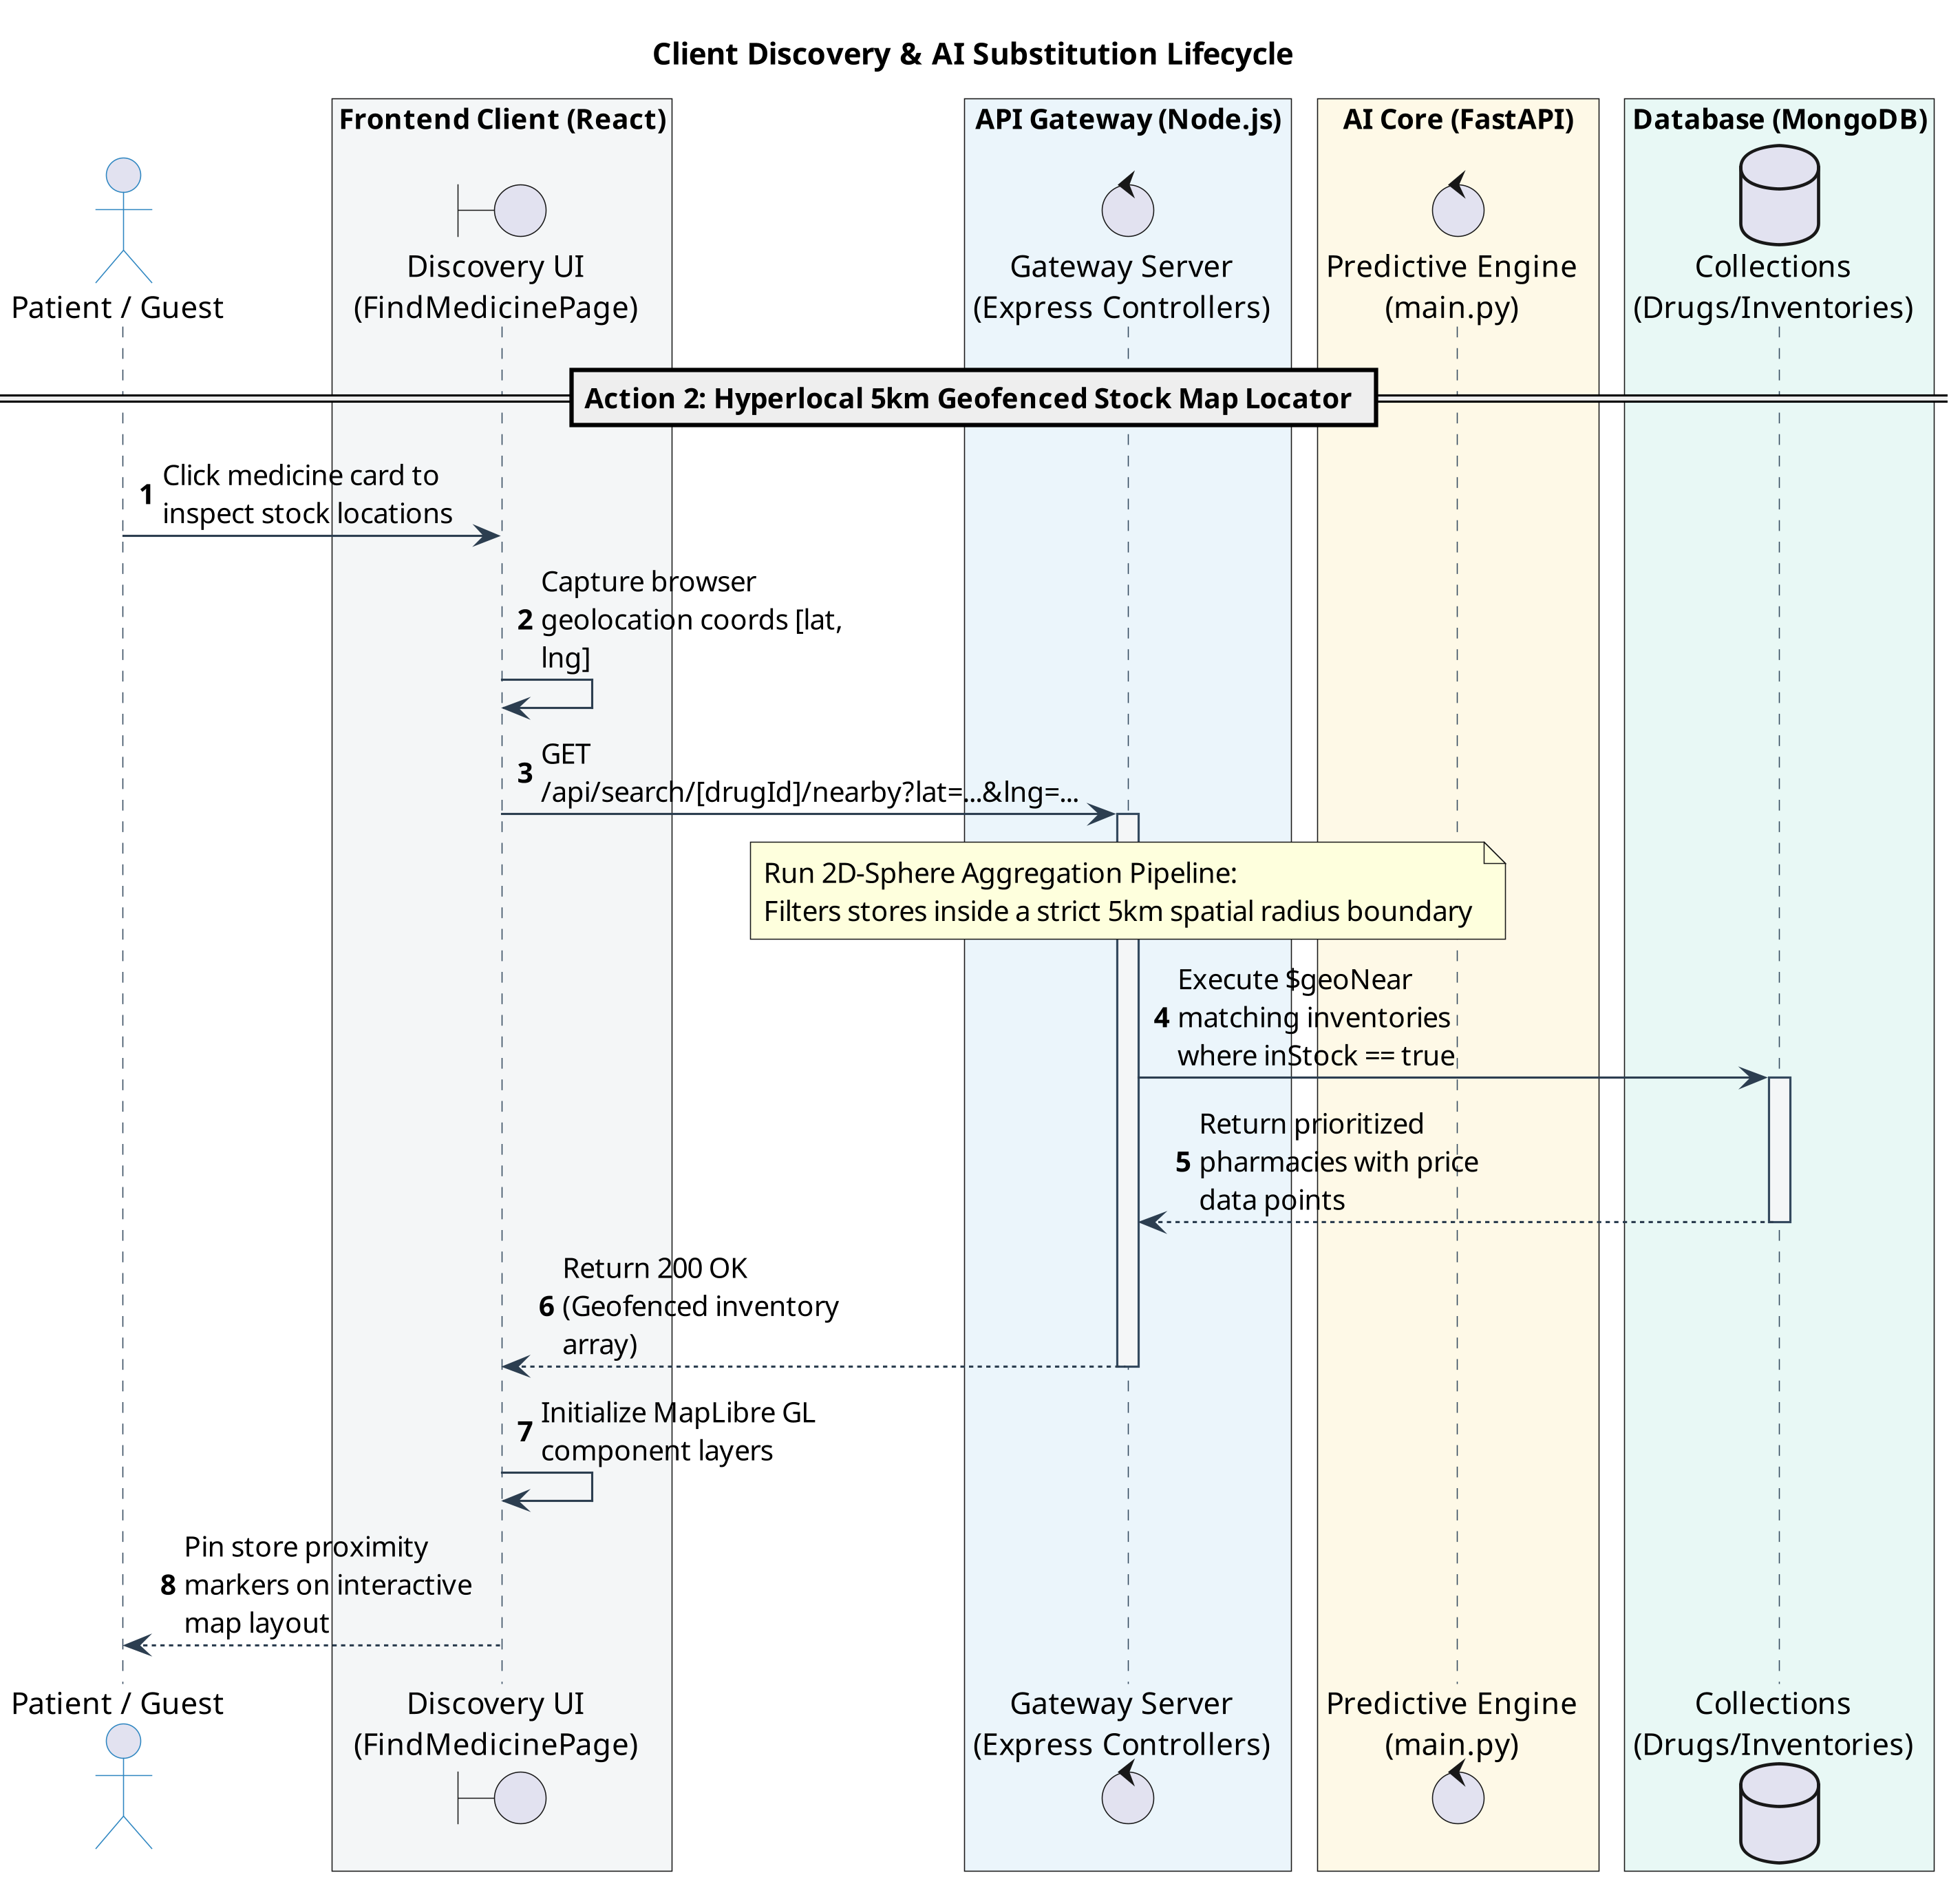 Client Discovery & AI Substitution Lifecycle
Frontend Client (React)
API Gateway (Node.js)
AI Core (FastAPI)
Database (MongoDB)
Patient / Guest
Discovery UI
(FindMedicinePage)
Gateway Server
(Express Controllers)
Predictive Engine
(main.py)
Collections
(Drugs/Inventories)
Action 2: Hyperlocal 5km Geofenced Stock Map Locator
1 Click medicine card to
inspect stock locations
Capture browser
2 geolocation coords [lat,
lng]
3 GET
/api/search/[drugId]/nearby?lat=...&lng=...
Run 2D-Sphere Aggregation Pipeline:
Filters stores inside a strict 5km spatial radius boundary
Execute $geoNear
4 matching inventories
where inStock == true
Return prioritized
5 pharmacies with price
data points
Return 200 OK
6 (Geofenced inventory
array)
7 Initialize MapLibre GL
component layers
Pin store proximity
8 markers on interactive
map layout
Patient / Guest
Discovery UI
(FindMedicinePage)
Gateway Server
(Express Controllers)
Predictive Engine
(main.py)
Collections
(Drugs/Inventories)